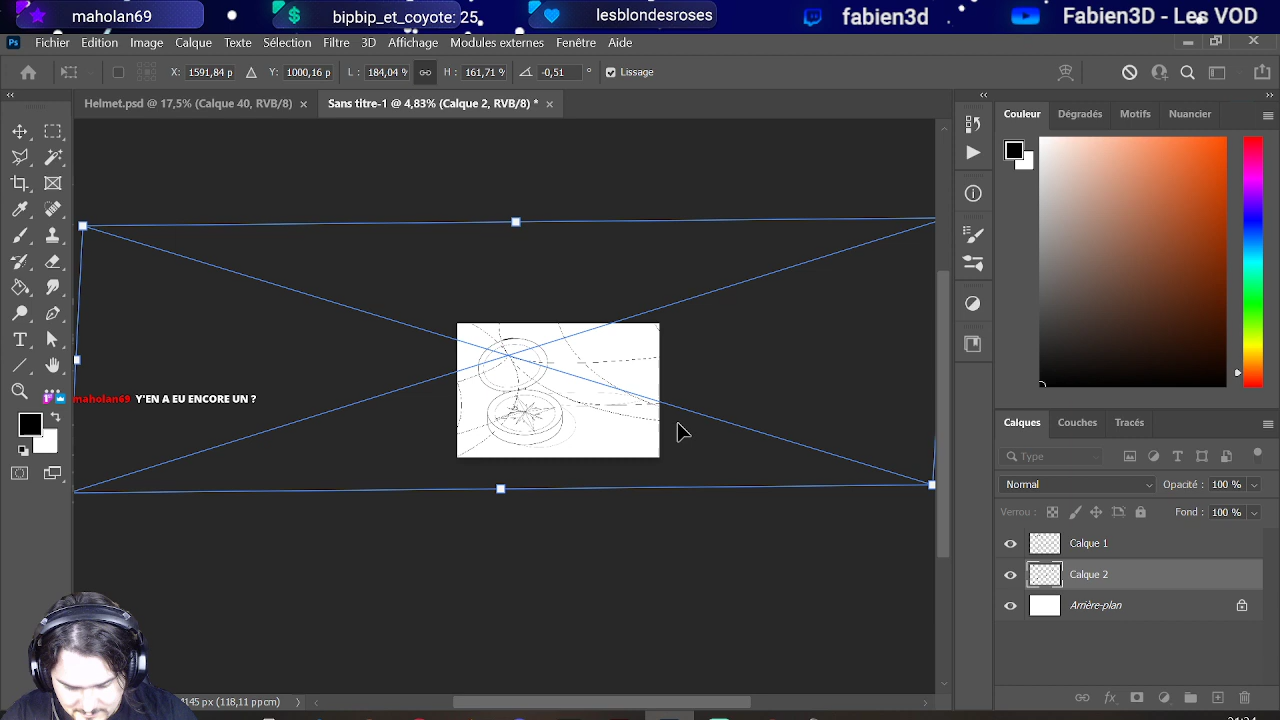 maholan69
bipbip_et_coyote: 25
lesblondesroses
fabien3d
Fabien3D - Les VOD
Ps
Fichier Edition Image Calque Texte Sélection Filtre 3D Affichage Modules externes Fenêtre Aide
X: 1591,84 p Y: 1000,16 p L: 184,04 % H: 161,71 % -0,51 ° Lissage
Helmet.psd @ 17,5% (Calque 40, RVB/8) Sans titre-1 @ 4,83% (Calque 2, RVB/8) *
Couleur Dégradés Motifs Nuancier
maholan69 Y'EN A EU ENCORE UN ?
Calques Couches Tracés
Type
Normal Opacité: 100 %
Verrou : Fond : 100 %
Calque 1
Calque 2
Arrière-plan
145 px (118,11 ppcm)